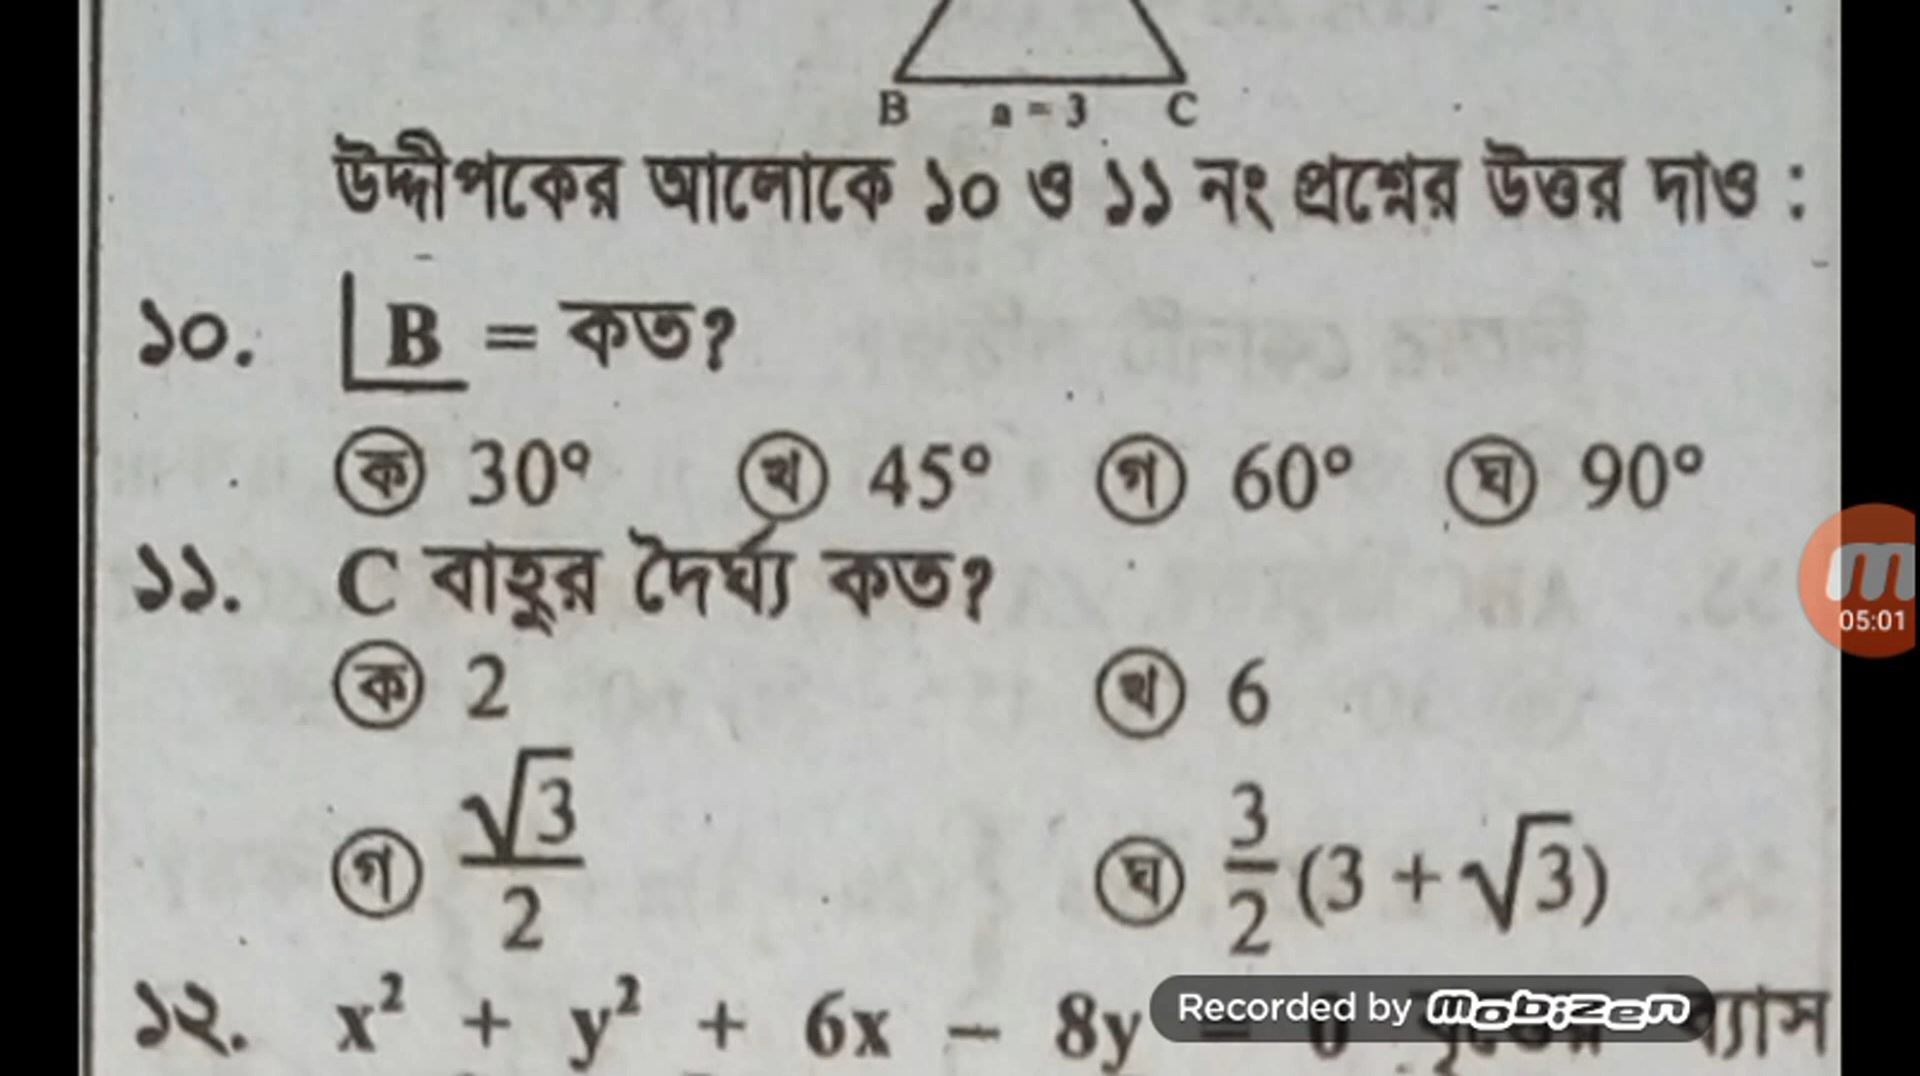 B a = 3 C
উদ্দীপকের আলোকে ১০ ও ১১ নং প্রশ্নের উত্তর দাও :
১০. ∟B = কত?
ক 30° খ 45° গ 60° ঘ 90°
১১. C বাহুর দৈর্ঘ্য কত?
ক 2 খ 6
গ √3/2 ঘ 3/2 (3 + √3)
১২. x² + y² + 6x − 8y = 0 বৃত্তের ব্যাস
05:01
Recorded by mobizen